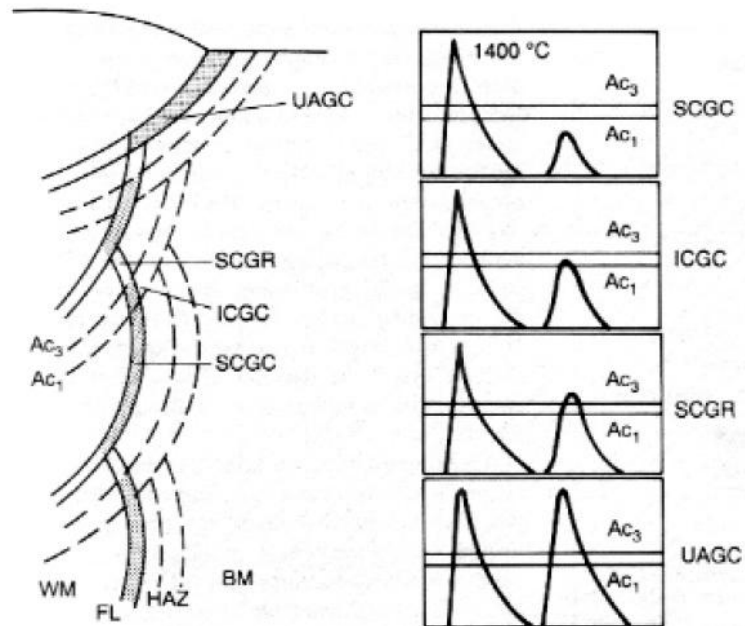 UAGC
SCGR
ICGC
Ac3
Ac1
SCGC
WM
FL
HAZ
BM
1400 °C
Ac3
Ac1
SCGC
Ac3
Ac1
ICGC
Ac3
Ac1
SCGR
Ac3
Ac1
UAGC